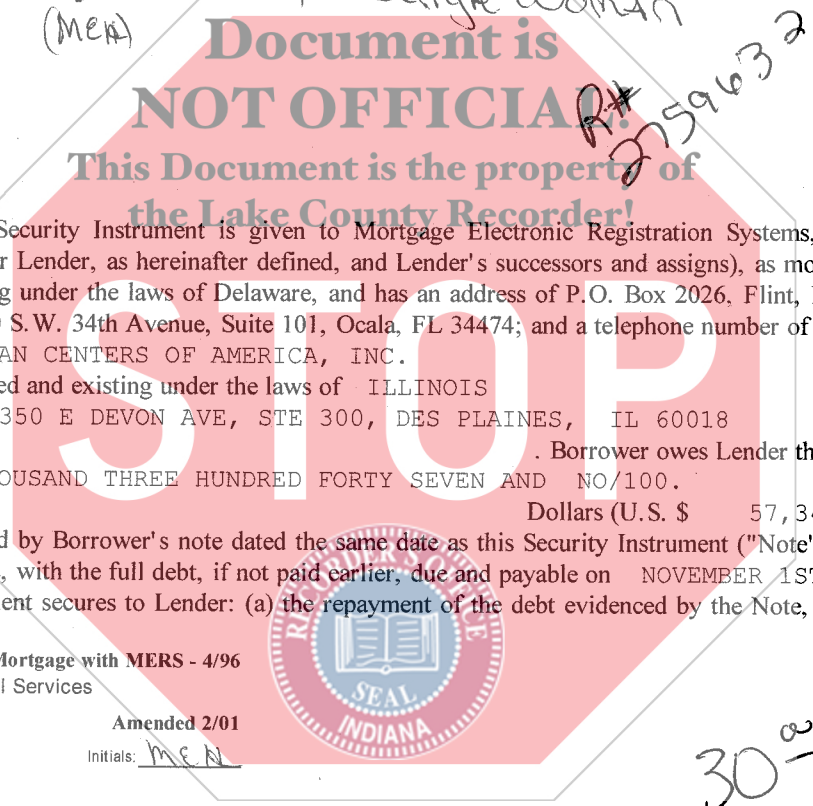 Single Woman
(MEN)
Document is
NOT OFFICIAL!
R# 2759632
This Document is the property of
the Lake County Recorder!
Security Instrument is given to Mortgage Electronic Registration Systems,
r Lender, as hereinafter defined, and Lender's successors and assigns), as mo
g under the laws of Delaware, and has an address of P.O. Box 2026, Flint,
S.W. 34th Avenue, Suite 101, Ocala, FL 34474; and a telephone number of
AN CENTERS OF AMERICA, INC.
ed and existing under the laws of ILLINOIS
350 E DEVON AVE, STE 300, DES PLAINES, IL 60018
. Borrower owes Lender th
OUSAND THREE HUNDRED FORTY SEVEN AND NO/100.
Dollars (U.S. $ 57,34
d by Borrower's note dated the same date as this Security Instrument ("Note"
, with the full debt, if not paid earlier, due and payable on NOVEMBER 1ST
ent secures to Lender: (a) the repayment of the debt evidenced by the Note,
STOP
RECORDER'S OFFICE
SEAL
INDIANA
Mortgage with MERS - 4/96
l Services
Amended 2/01
Initials: MEN
30